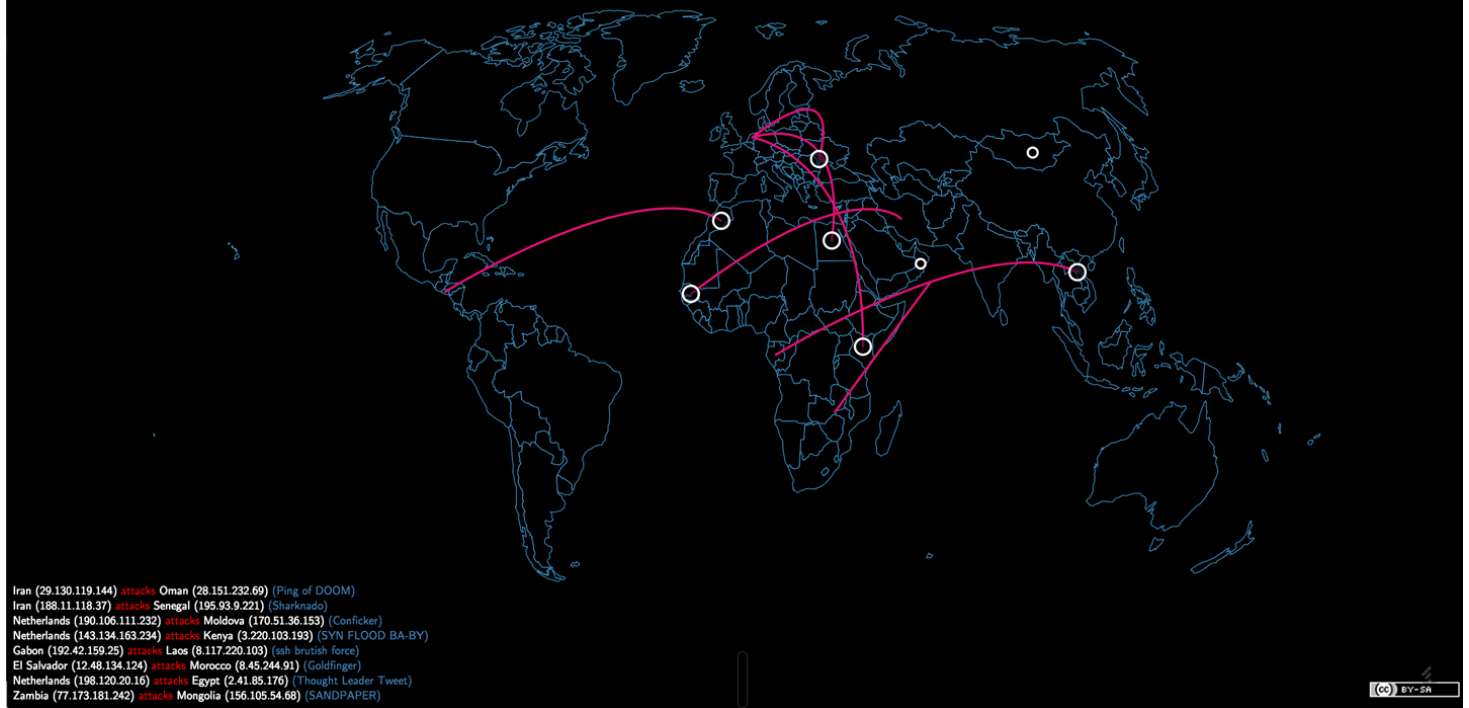 Iran (29.130.119.144) attacks Oman (28.151.232.69) (Ping of DOOM)
Iran (188.11.118.37) attacks Senegal (195.93.9.221) (Sharknado)
Netherlands (190.106.111.232) attacks Moldova (170.51.36.153) (Conficker)
Netherlands (143.134.163.234) attacks Kenya (3.220.103.193) (SYN FLOOD BA-BY)
Gabon (192.42.159.25) attacks Laos (8.117.220.103) (ssh brutish force)
El Salvador (12.48.134.124) attacks Morocco (8.45.244.91) (Goldfinger)
Netherlands (198.120.20.16) attacks Egypt (2.41.85.176) (Thought Leader Tweet)
Zambia (77.173.181.242) attacks Mongolia (156.105.54.68) (SANDPAPER)
(cc) BY-SA